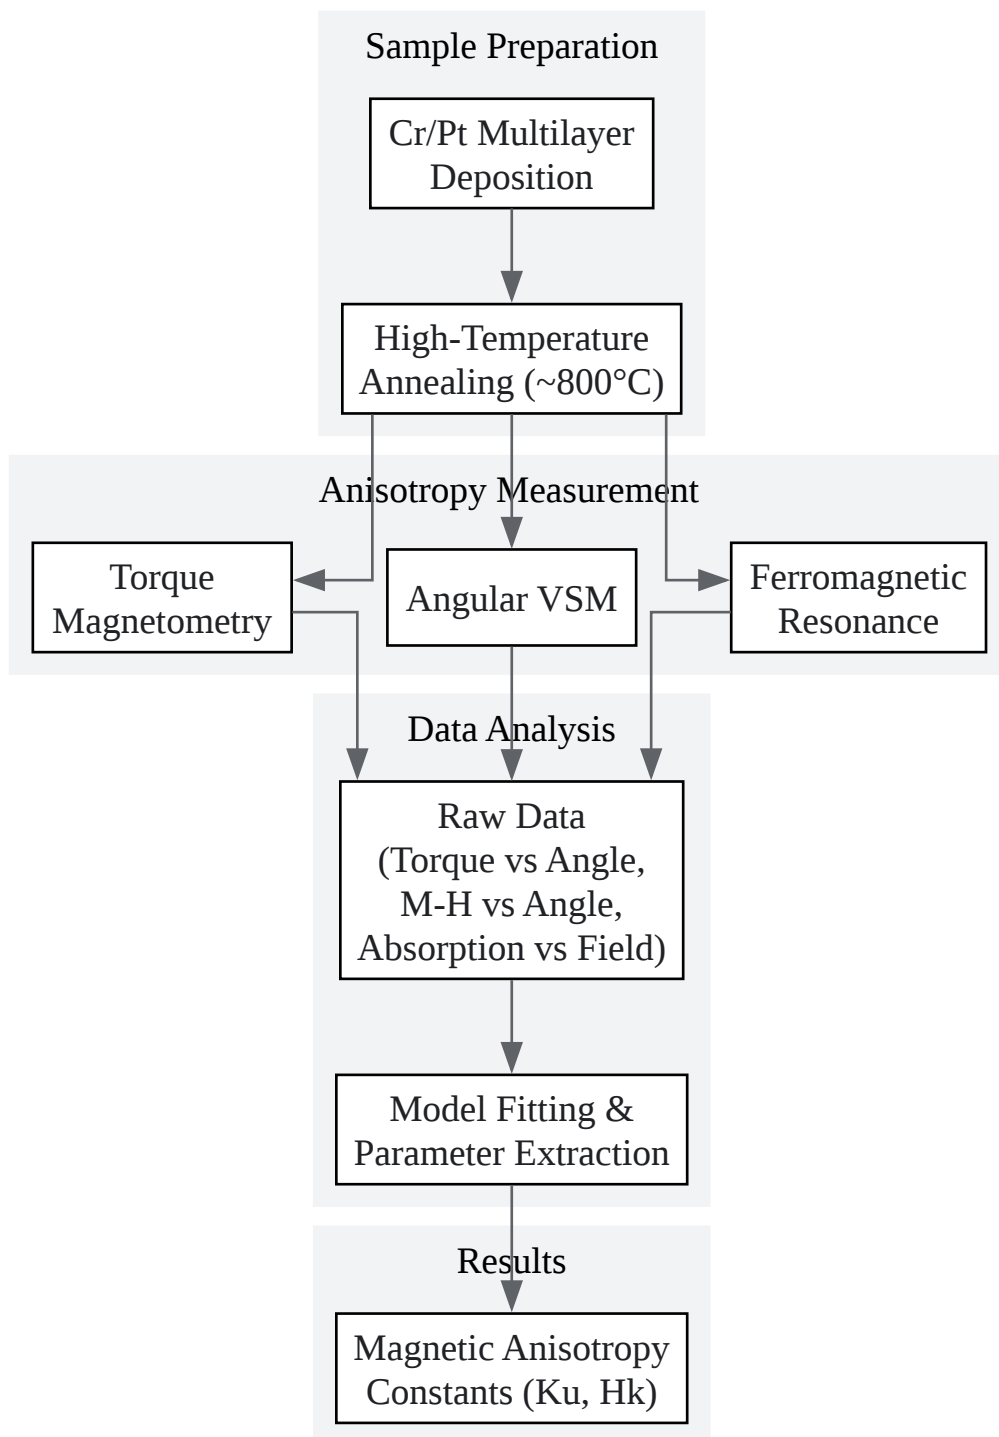 Sample Preparation
Cr/Pt Multilayer
Deposition
High-Temperature
Annealing (~800°C)
Anisotropy Measurement
Torque
Magnetometry
Angular VSM
Ferromagnetic
Resonance
Data Analysis
Raw Data
(Torque vs Angle,
M-H vs Angle,
Absorption vs Field)
Model Fitting &
Parameter Extraction
Results
Magnetic Anisotropy
Constants (Ku, Hk)